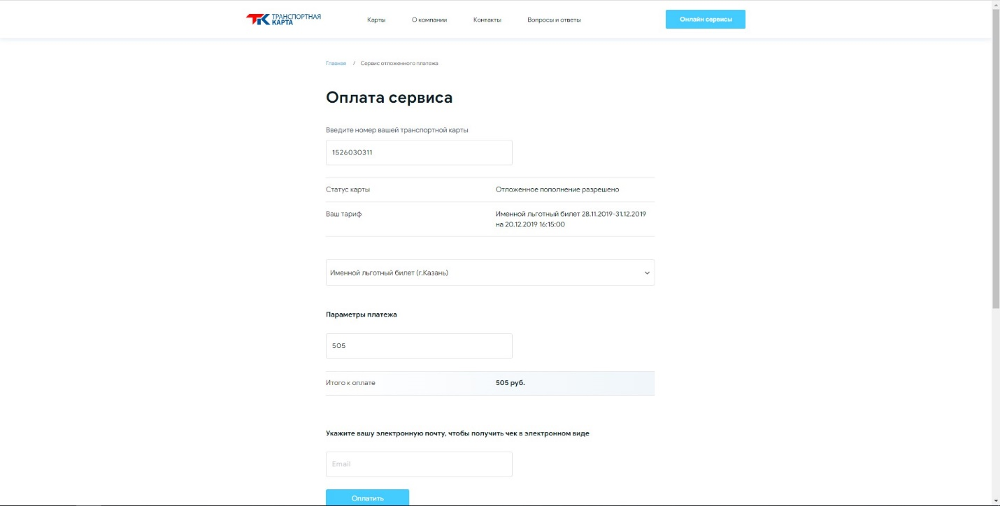 ТРАНСПОРТНАЯ
КАРТА
Карты
О компании
Контакты
Вопросы и ответы
Онлайн сервисы
Главная / Сервис отложенного платежа
Оплата сервиса
Введите номер вашей транспортной карты
1526030311
Статус карты
Отложенное пополнение разрешено
Ваш тариф
Именной льготный билет 28.11.2019-31.12.2019
на 20.12.2019 16:15:00
Именной льготный билет (г.Казань)
Параметры платежа
505
Итого к оплате
505 руб.
Укажите вашу электронную почту, чтобы получить чек в электронном виде
Email
Оплатить